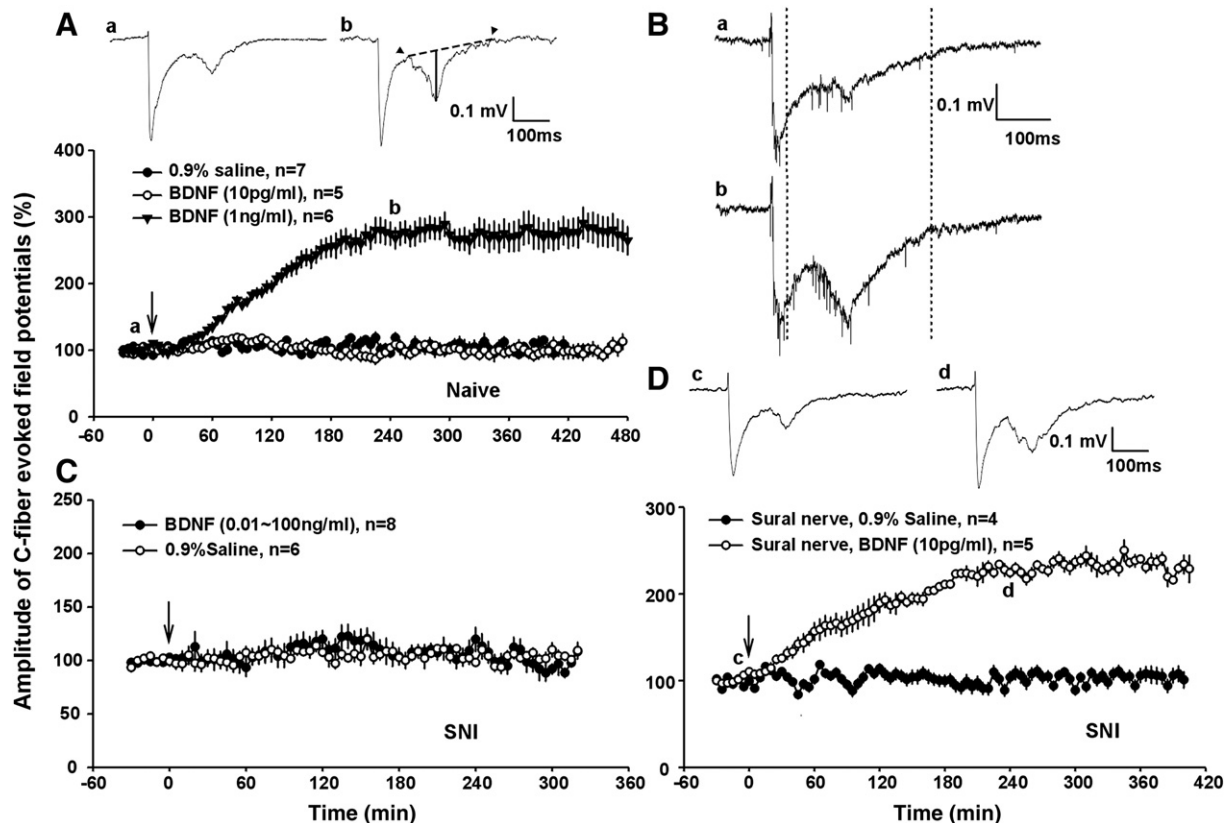 Amplitude of C-fiber evoked field potentials (%)
A
a
b
0.1 mV
100ms
400
300
200
100
0
0.9% saline, n=7
BDNF (10pg/ml), n=5
BDNF (1ng/ml), n=6
b
a
Naive
-60 0 60 120 180 240 300 360 420 480
B
a
0.1 mV
100ms
b
C
250
200
150
100
50
0
BDNF (0.01~100ng/ml), n=8
0.9%Saline, n=6
SNI
-60 0 60 120 180 240 300 360
Time (min)
D
c
d
0.1 mV
100ms
300
200
100
0
Sural nerve, 0.9% Saline, n=4
Sural nerve, BDNF (10pg/ml), n=5
d
c
SNI
-60 0 60 120 180 240 300 360 420
Time (min)